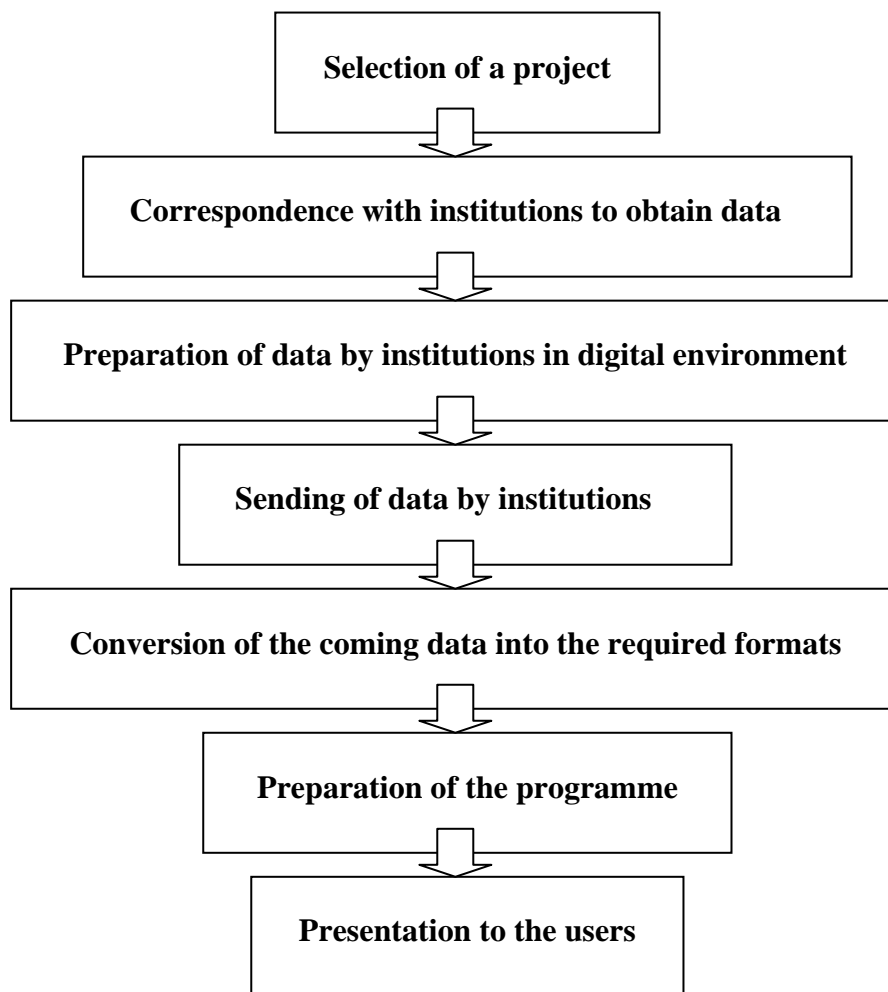 Selection of a project
Correspondence with institutions to obtain data
Preparation of data by institutions in digital environment
Sending of data by institutions
Conversion of the coming data into the required formats
Preparation of the programme
Presentation to the users